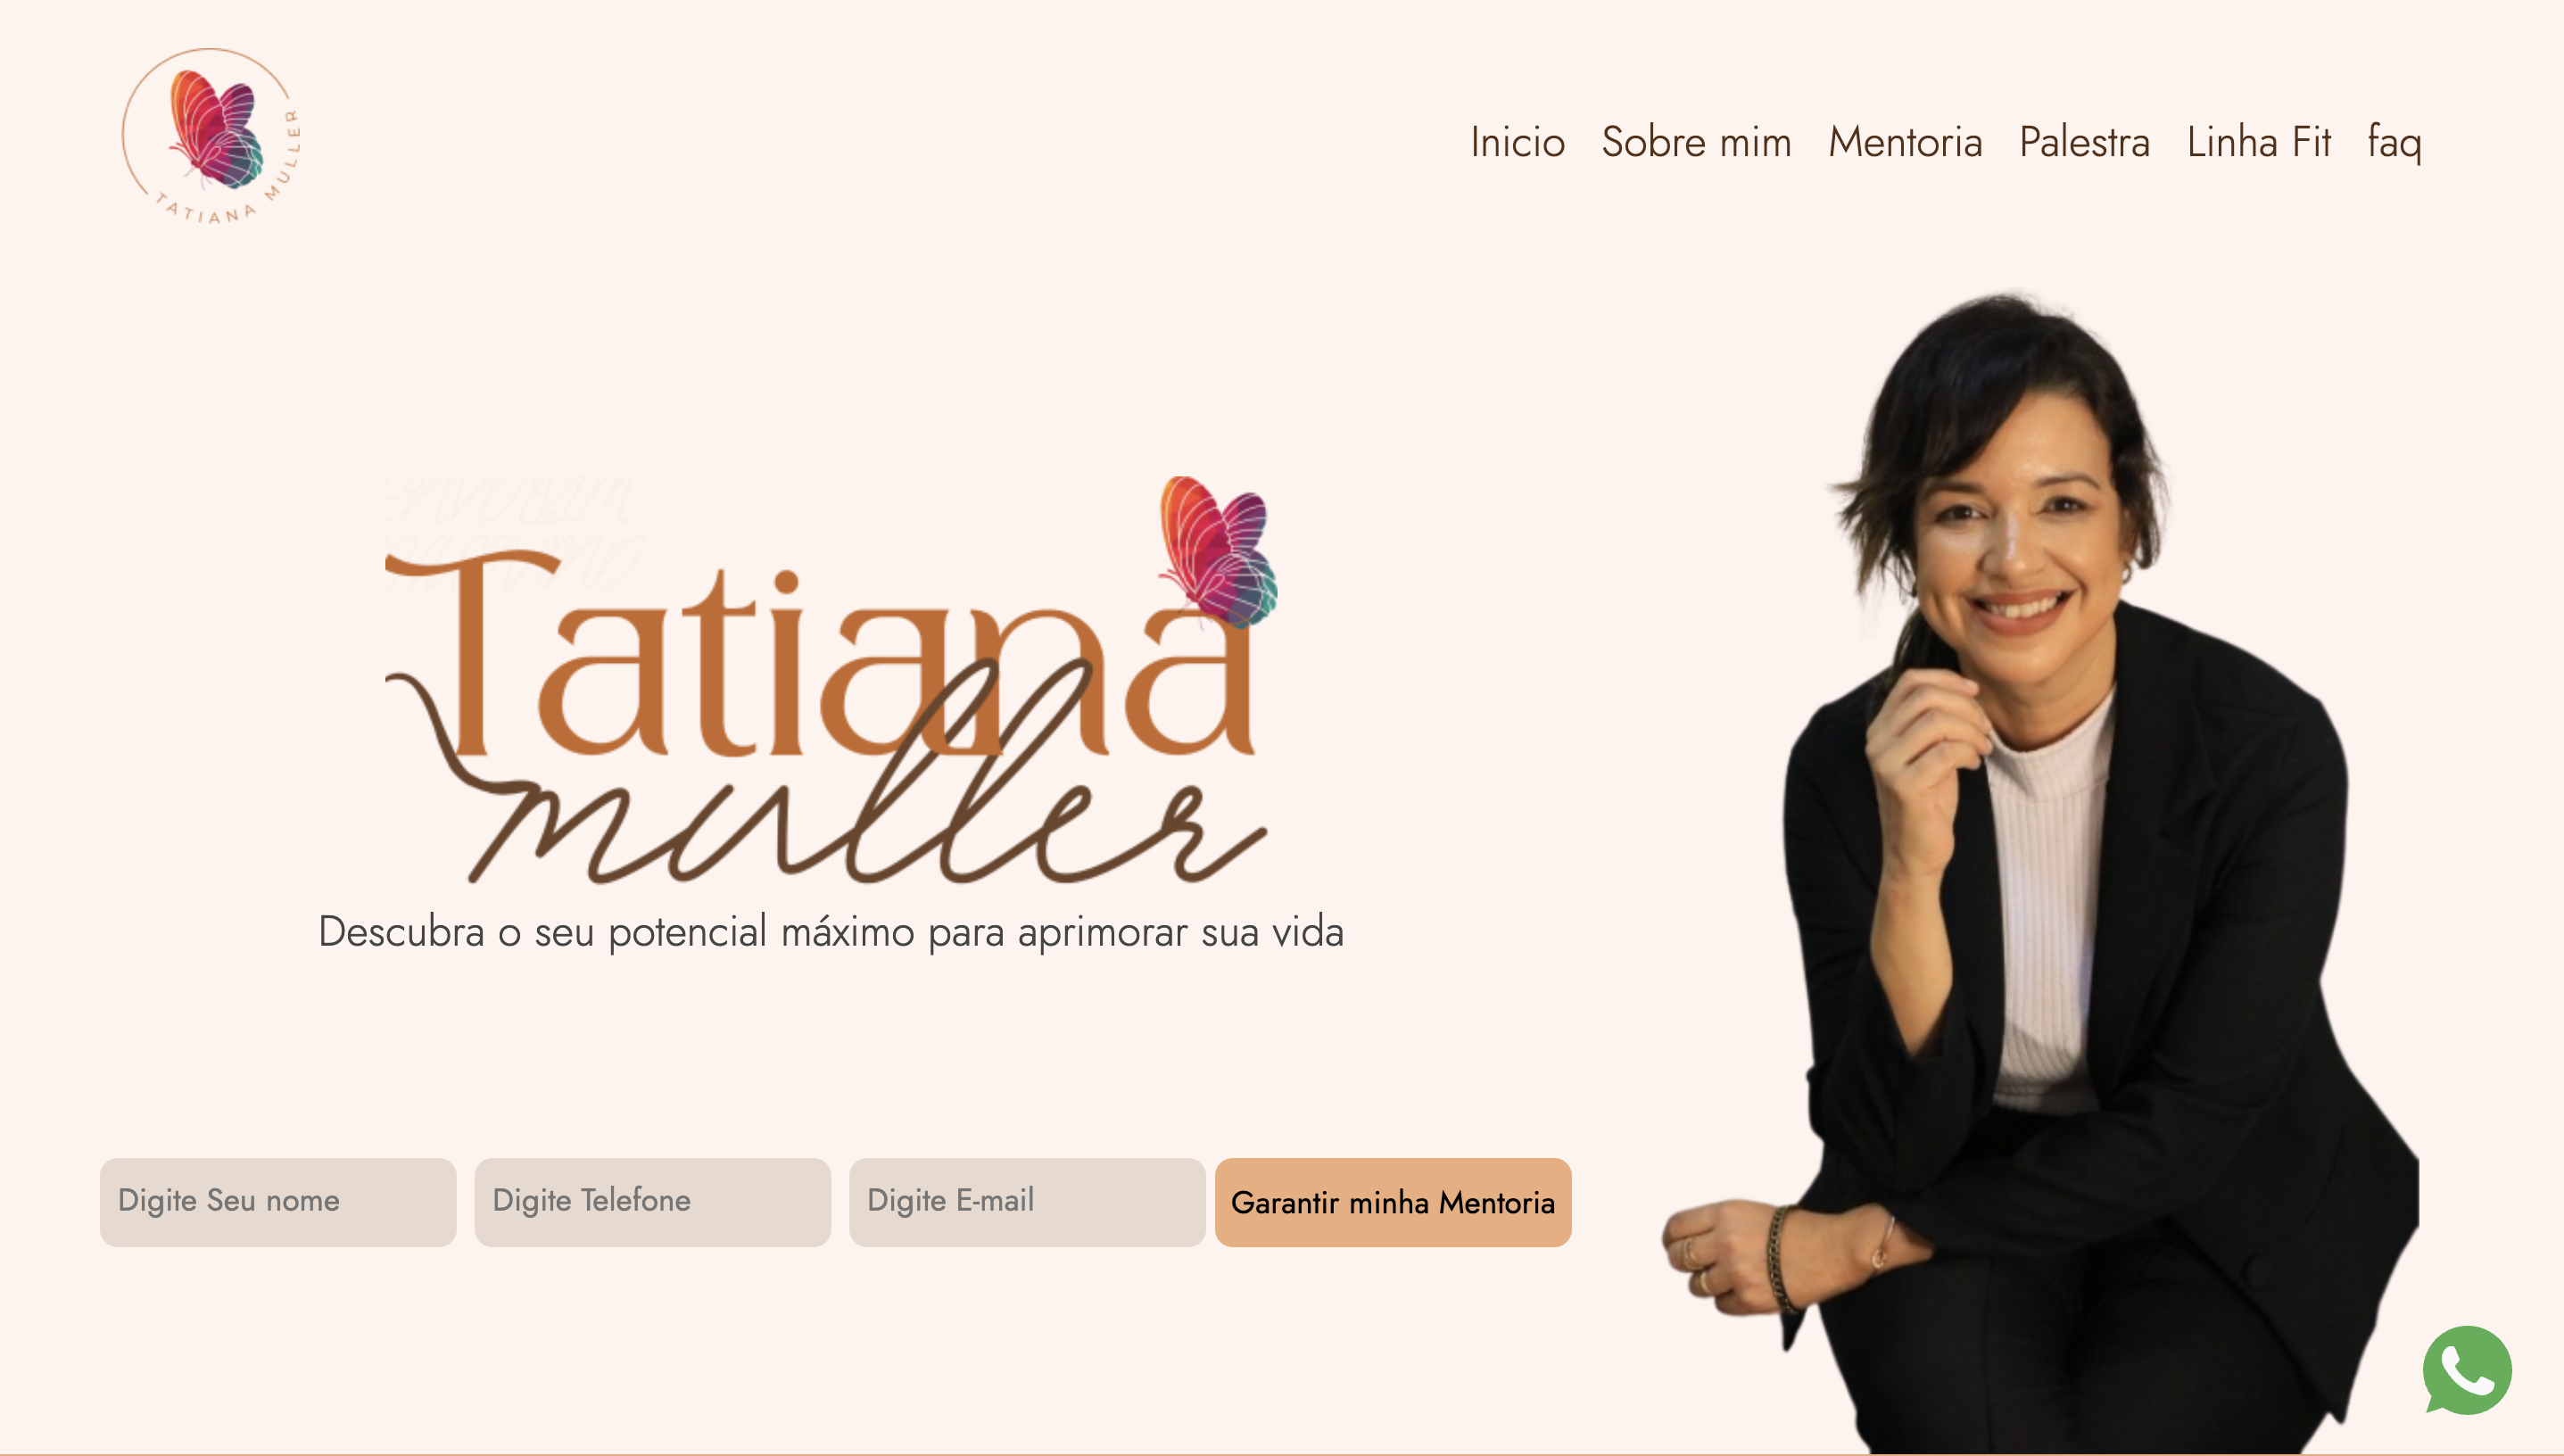 TATIANA MULLER
Inicio Sobre mim Mentoria Palestra Linha Fit faq
Tatiana
muller
Descubra o seu potencial máximo para aprimorar sua vida
Digite Seu nome Digite Telefone Digite E-mail Garantir minha Mentoria